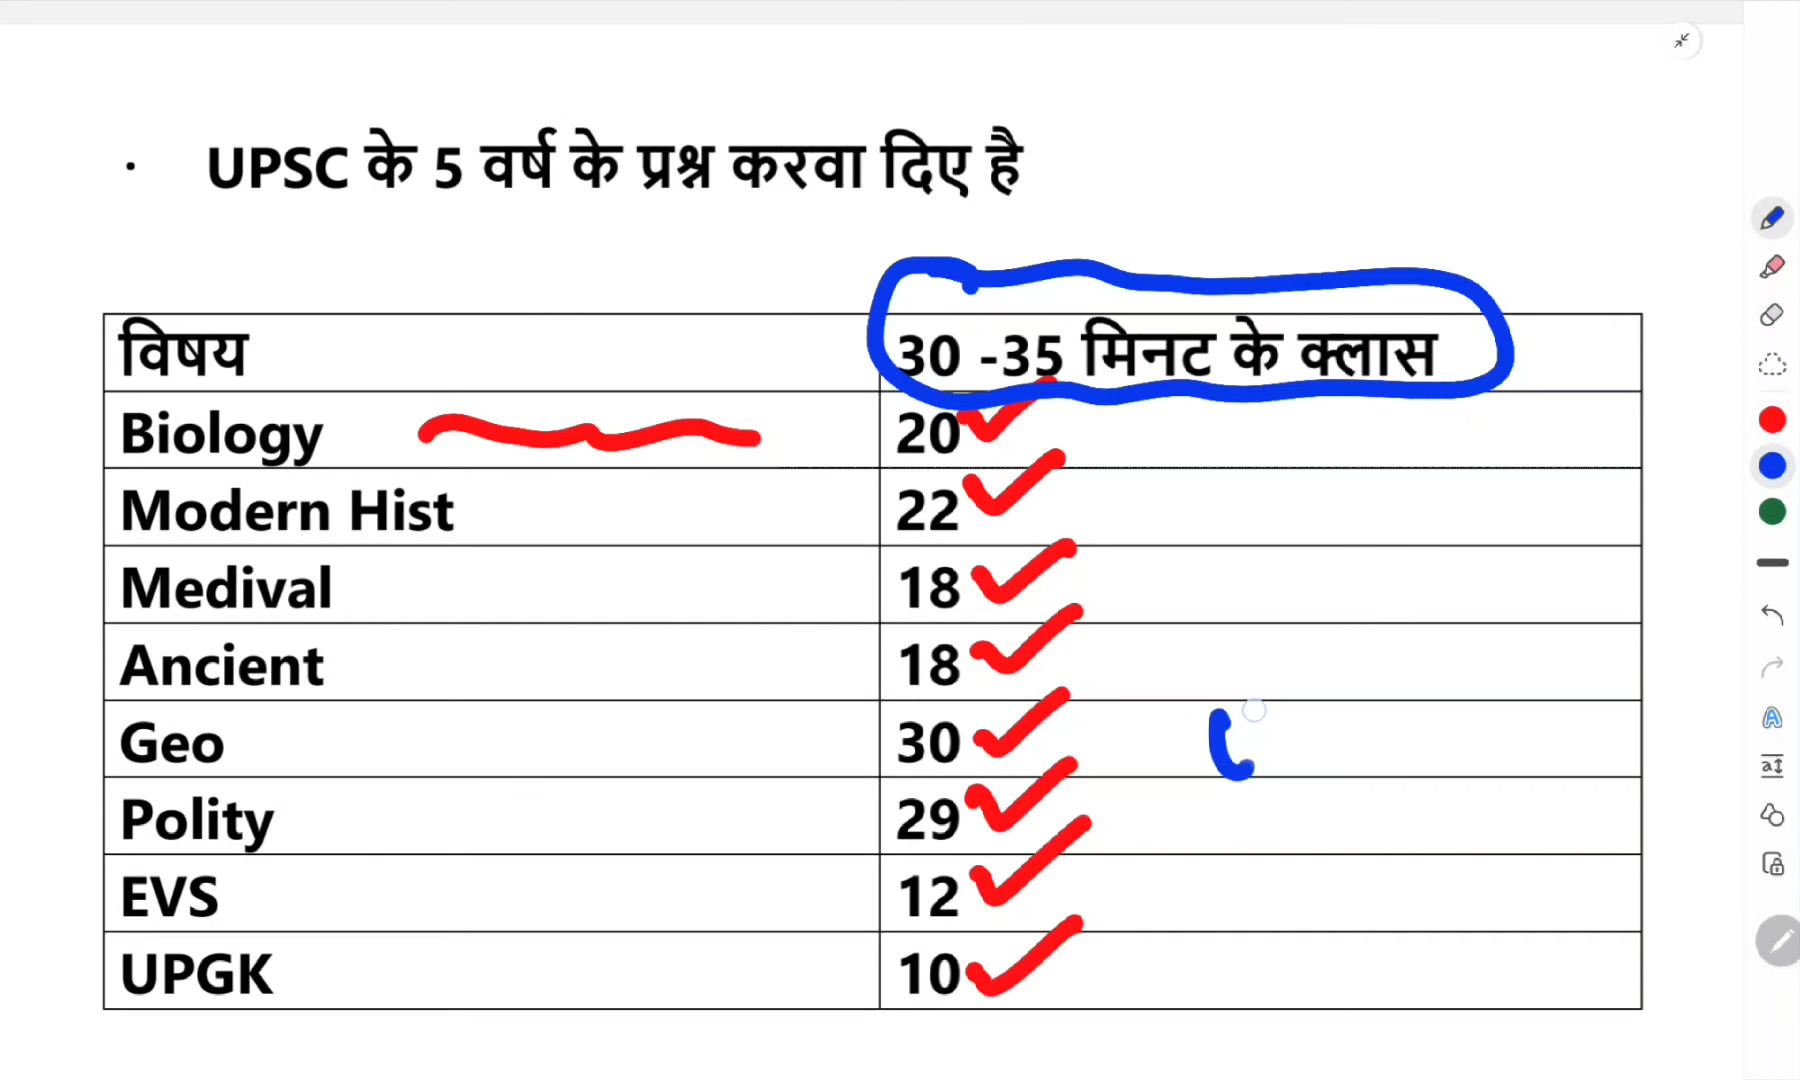 · UPSC के 5 वर्ष के प्रश्न करवा दिए है
विषय 30 -35 मिनट के क्लास
Biology 20
Modern Hist 22
Medival 18
Ancient 18
Geo 30
Polity 29
EVS 12
UPGK 10